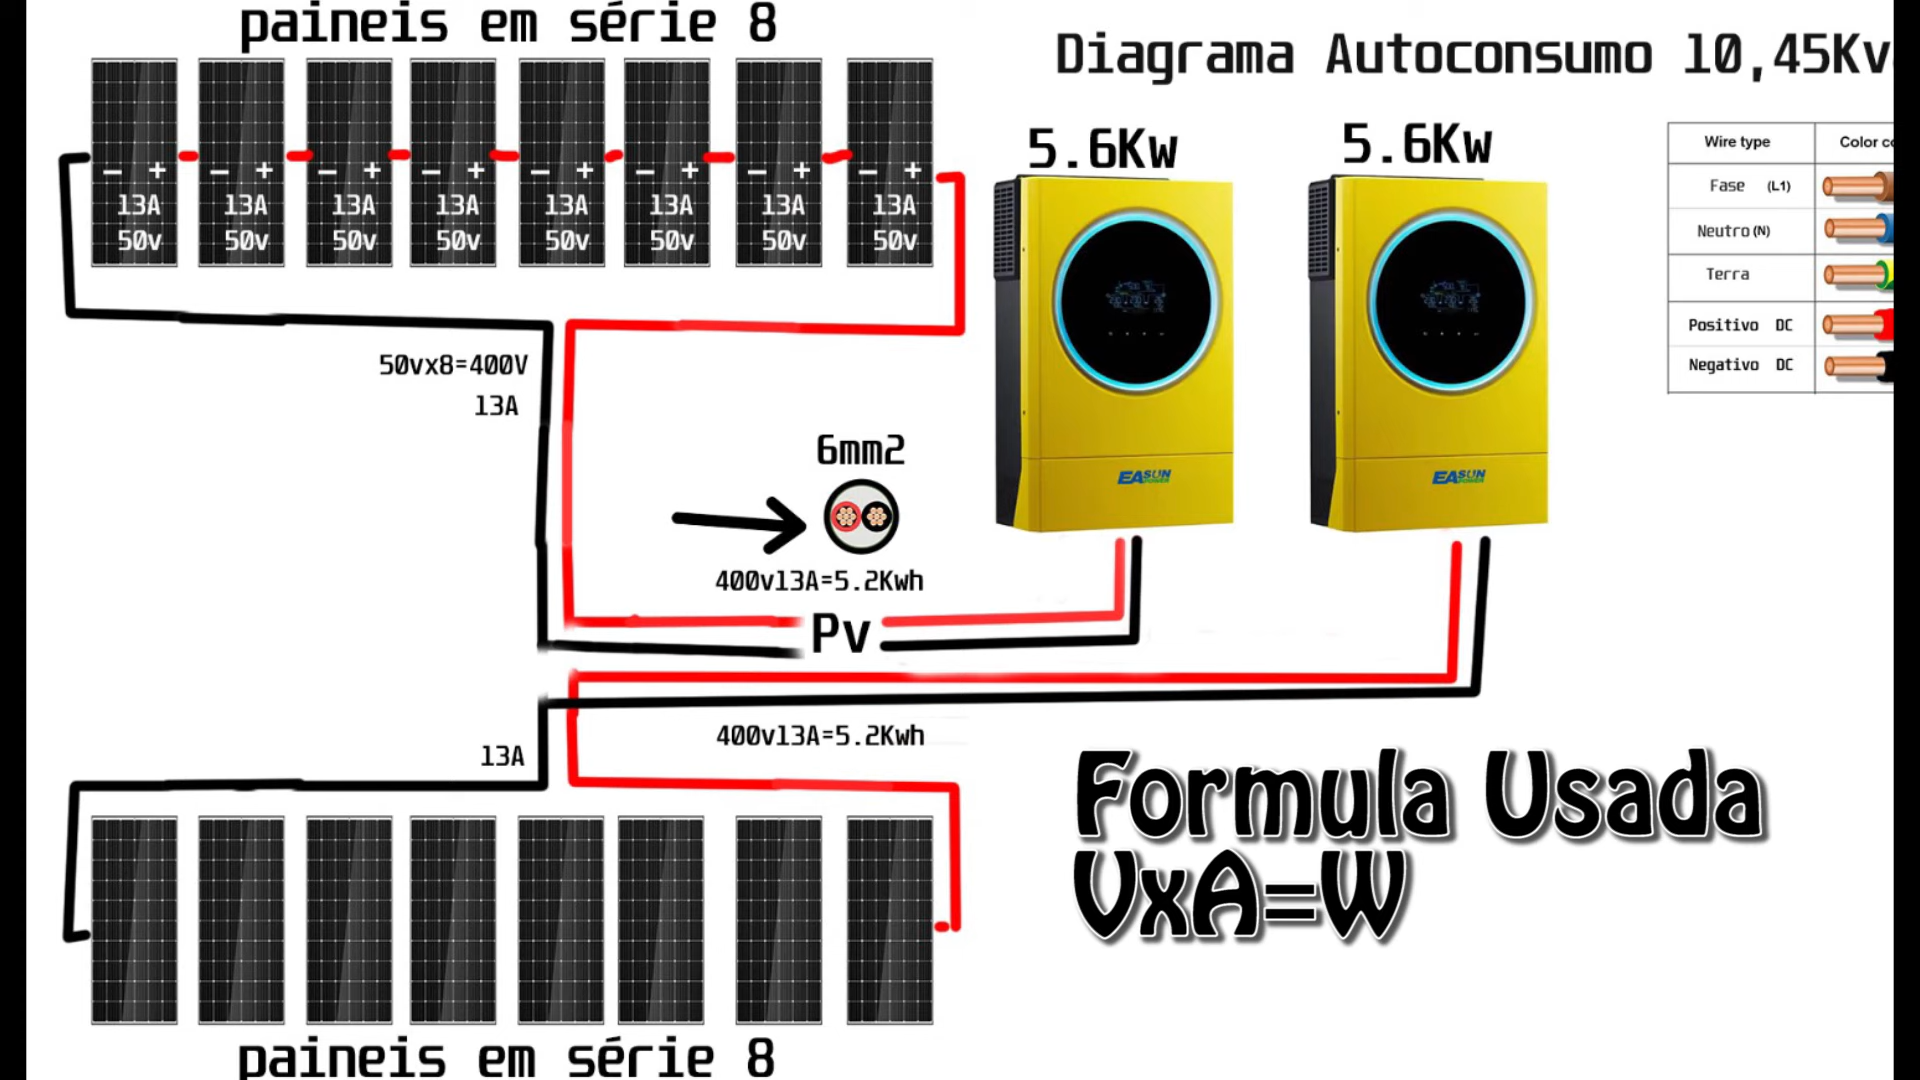 paineis em série 8
Diagrama Autoconsumo 10,45Kv
5.6Kw
5.6Kw
Wire type
Fase (L1)
Neutro (N)
Terra
Positivo DC
Negativo DC
Color
- +
13A
50v
- +
13A
50v
- +
13A
50v
- +
13A
50v
- +
13A
50v
- +
13A
50v
- +
13A
50v
- +
13A
50v
50vx8=400V
13A
6mm2
400v13A=5.2Kwh
Pv
EASUN
POWER
EASUN
POWER
400v13A=5.2Kwh
13A
Formula Usada
VxA=W
paineis em série 8